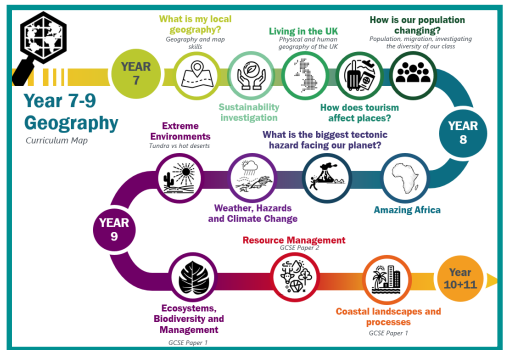 What is my local
geography?
Geography and map
skills
Living in the UK
Physical and human
geography of the UK
How is our population
changing?
Population, migration, investigating
the diversity of our class
YEAR
7
Year 7-9
Geography
Curriculum Map
Sustainability
investigation
How does tourism
affect places?
YEAR
8
Extreme
Environments
Tundra vs hot deserts
What is the biggest tectonic
hazard facing our planet?
Weather, Hazards
and Climate Change
Amazing Africa
YEAR
9
Resource Management
GCSE Paper 2
Year
10+11
Ecosystems,
Biodiversity and
Management
GCSE Paper 1
Coastal landscapes and
processes
GCSE Paper 1